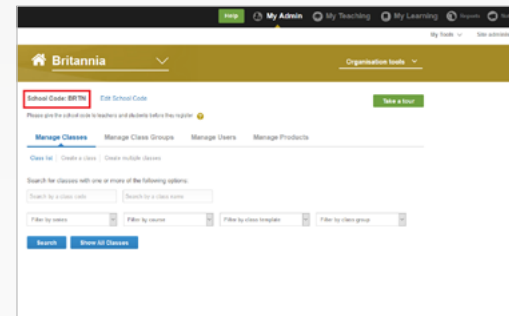 Help My Admin My Teaching My Learning Reports
My Tools Site administ
Britannia Organisation tools
School Code: BRTN Edit School Code Take a tour
Please give the school code to teachers and students before they register
Manage Classes Manage Class Groups Manage Users Manage Products
Class list Create a class Create multiple classes
Search for classes with one or more of the following options:
Search by a class code Search by a class name
Filter by course Filter by class template Filter by class group
Search Show All Classes